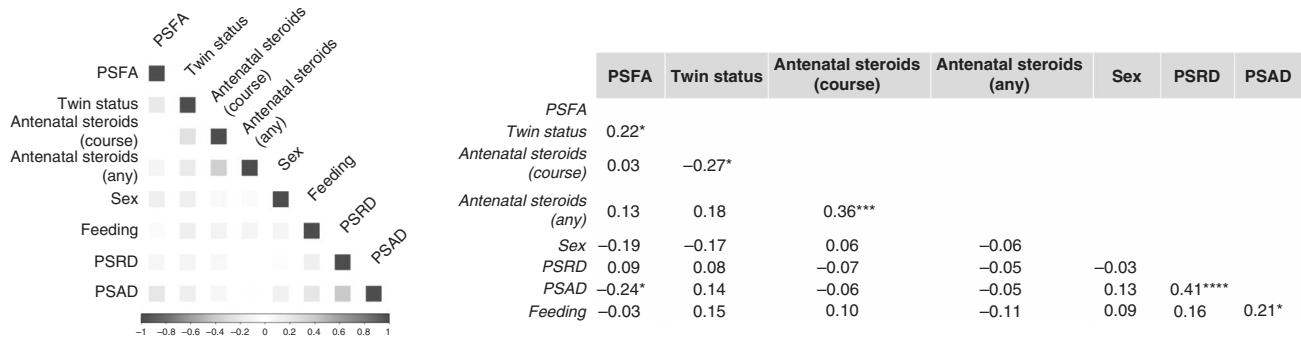 PSFA
Twin status
Antenatal steroids
(course)
Antenatal steroids
(any)
Sex
Feeding
PSRD
PSAD
PSFA
Twin status
Antenatal steroids
(course)
Antenatal steroids
(any)
Sex
Feeding
PSRD
PSAD
−1 −0.8 −0.6 −0.4 −0.2 0 0.2 0.4 0.6 0.8 1
PSFA Twin status Antenatal steroids (course) Antenatal steroids (any) Sex PSRD PSAD
PSFA
Twin status 0.22*
Antenatal steroids (course) 0.03 −0.27*
Antenatal steroids (any) 0.13 0.18 0.36***
Sex −0.19 −0.17 0.06 −0.06
PSRD 0.09 0.08 −0.07 −0.05 −0.03
PSAD −0.24* 0.14 −0.06 −0.05 0.13 0.41****
Feeding −0.03 0.15 0.10 −0.11 0.09 0.16 0.21*